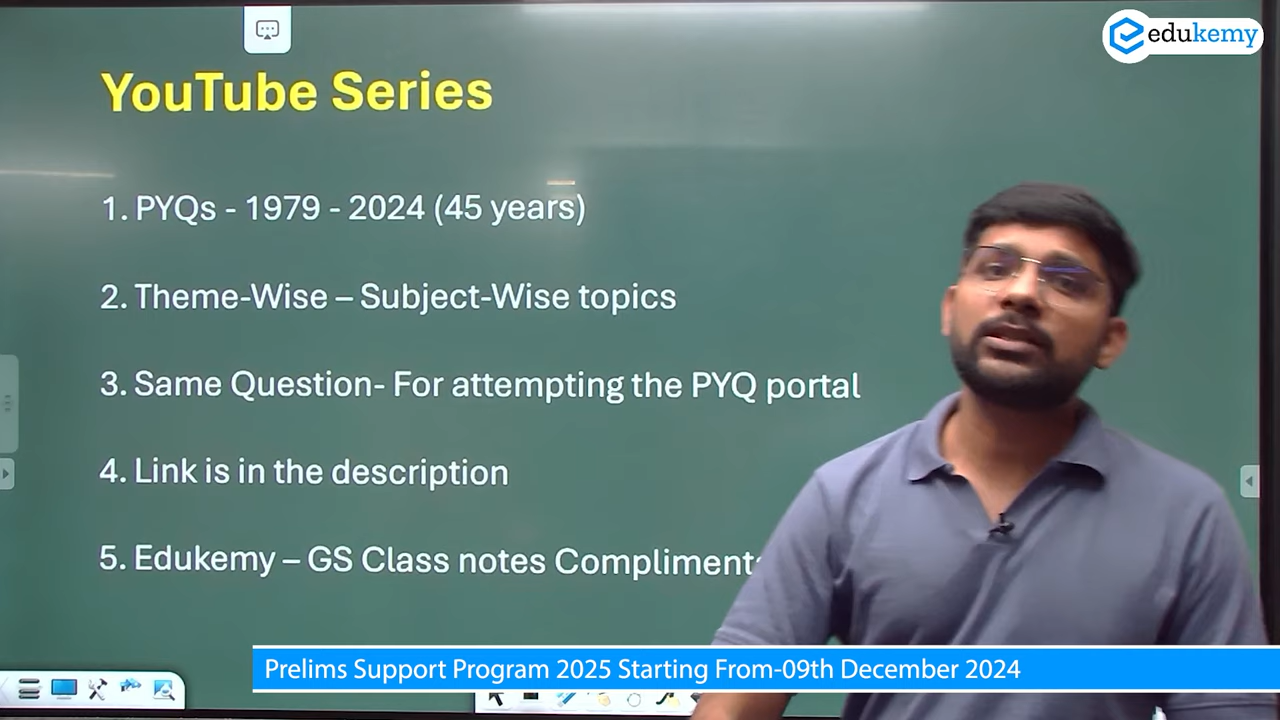 edukemy
YouTube Series
1. PYQs - 1979 - 2024 (45 years)
2. Theme-Wise – Subject-Wise topics
3. Same Question- For attempting the PYQ portal
4. Link is in the description
5. Edukemy – GS Class notes
Prelims Support Program 2025 Starting From-09th December 2024